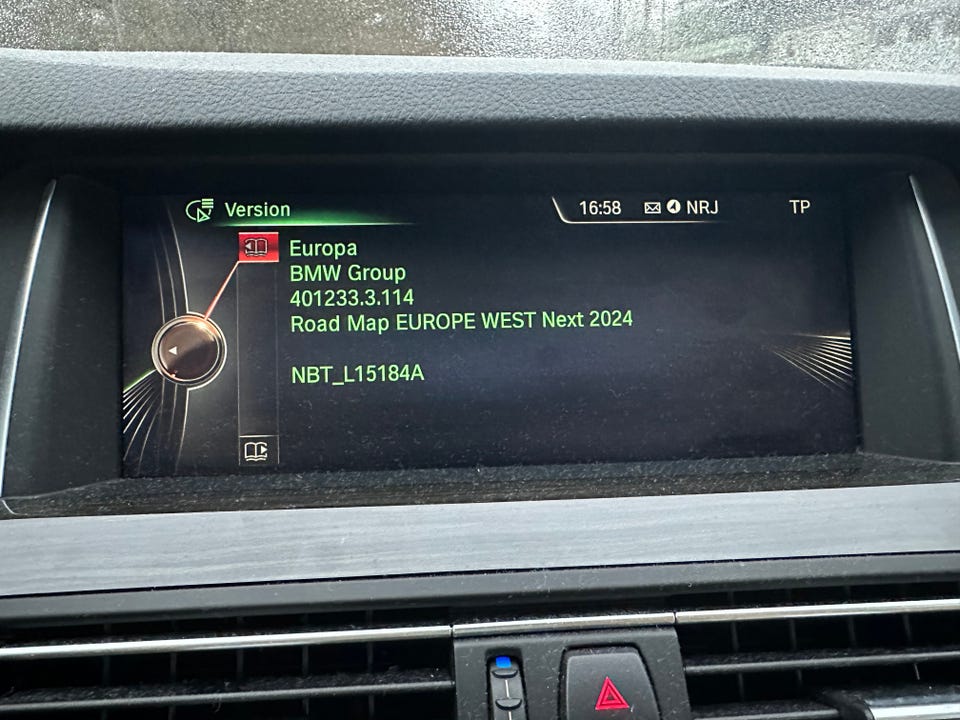 Version
16:58 NRJ TP
Europa
BMW Group
401233.3.114
Road Map EUROPE WEST Next 2024
NBT_L15184A